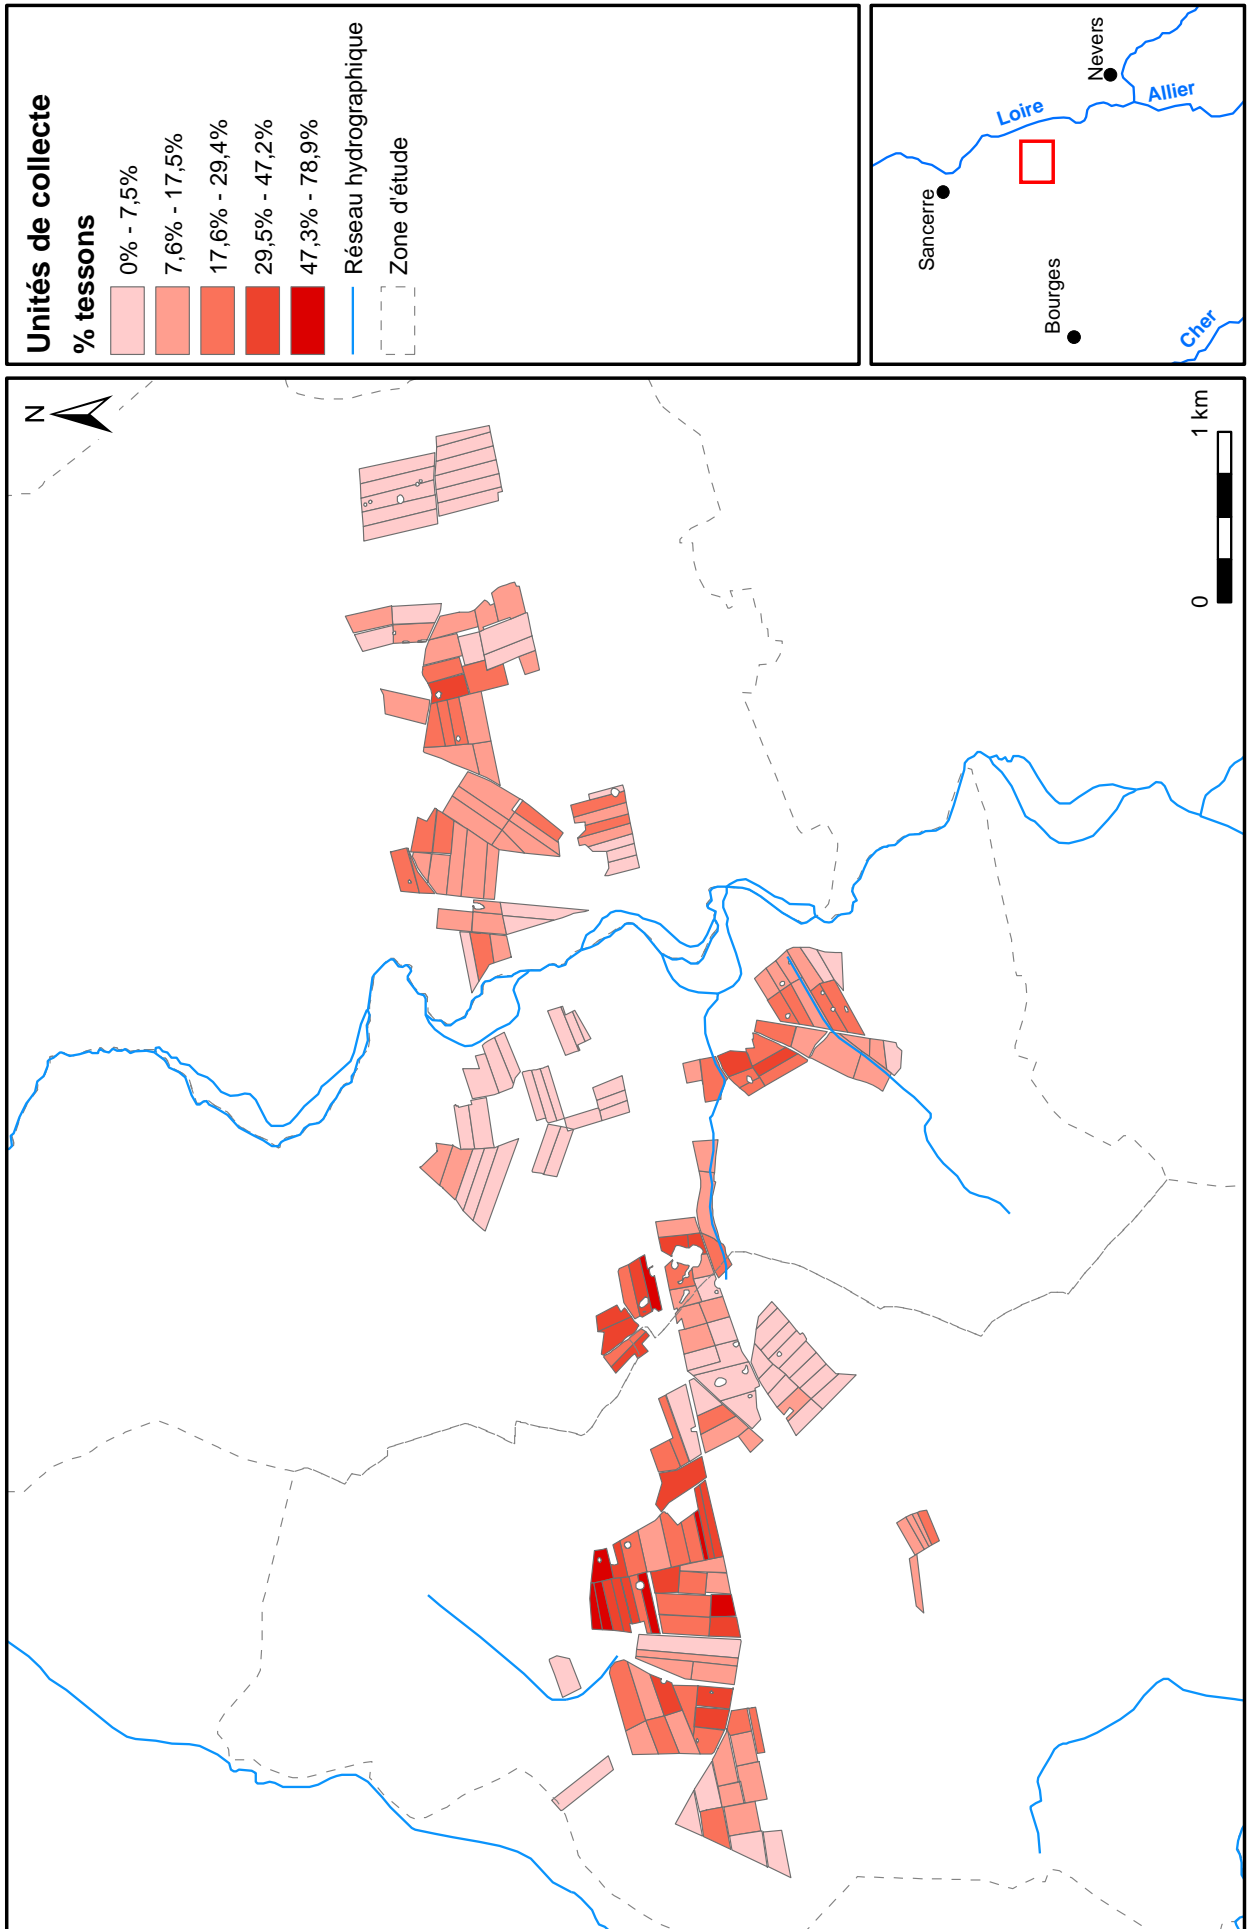 Unités de collecte
% tessons
0% - 7,5%
7,6% - 17,5%
17,6% - 29,4%
29,5% - 47,2%
47,3% - 78,9%
Réseau hydrographique
Zone d'étude
Sancerre
Loire
Nevers
Allier
Bourges
Cher
N
0
1 km